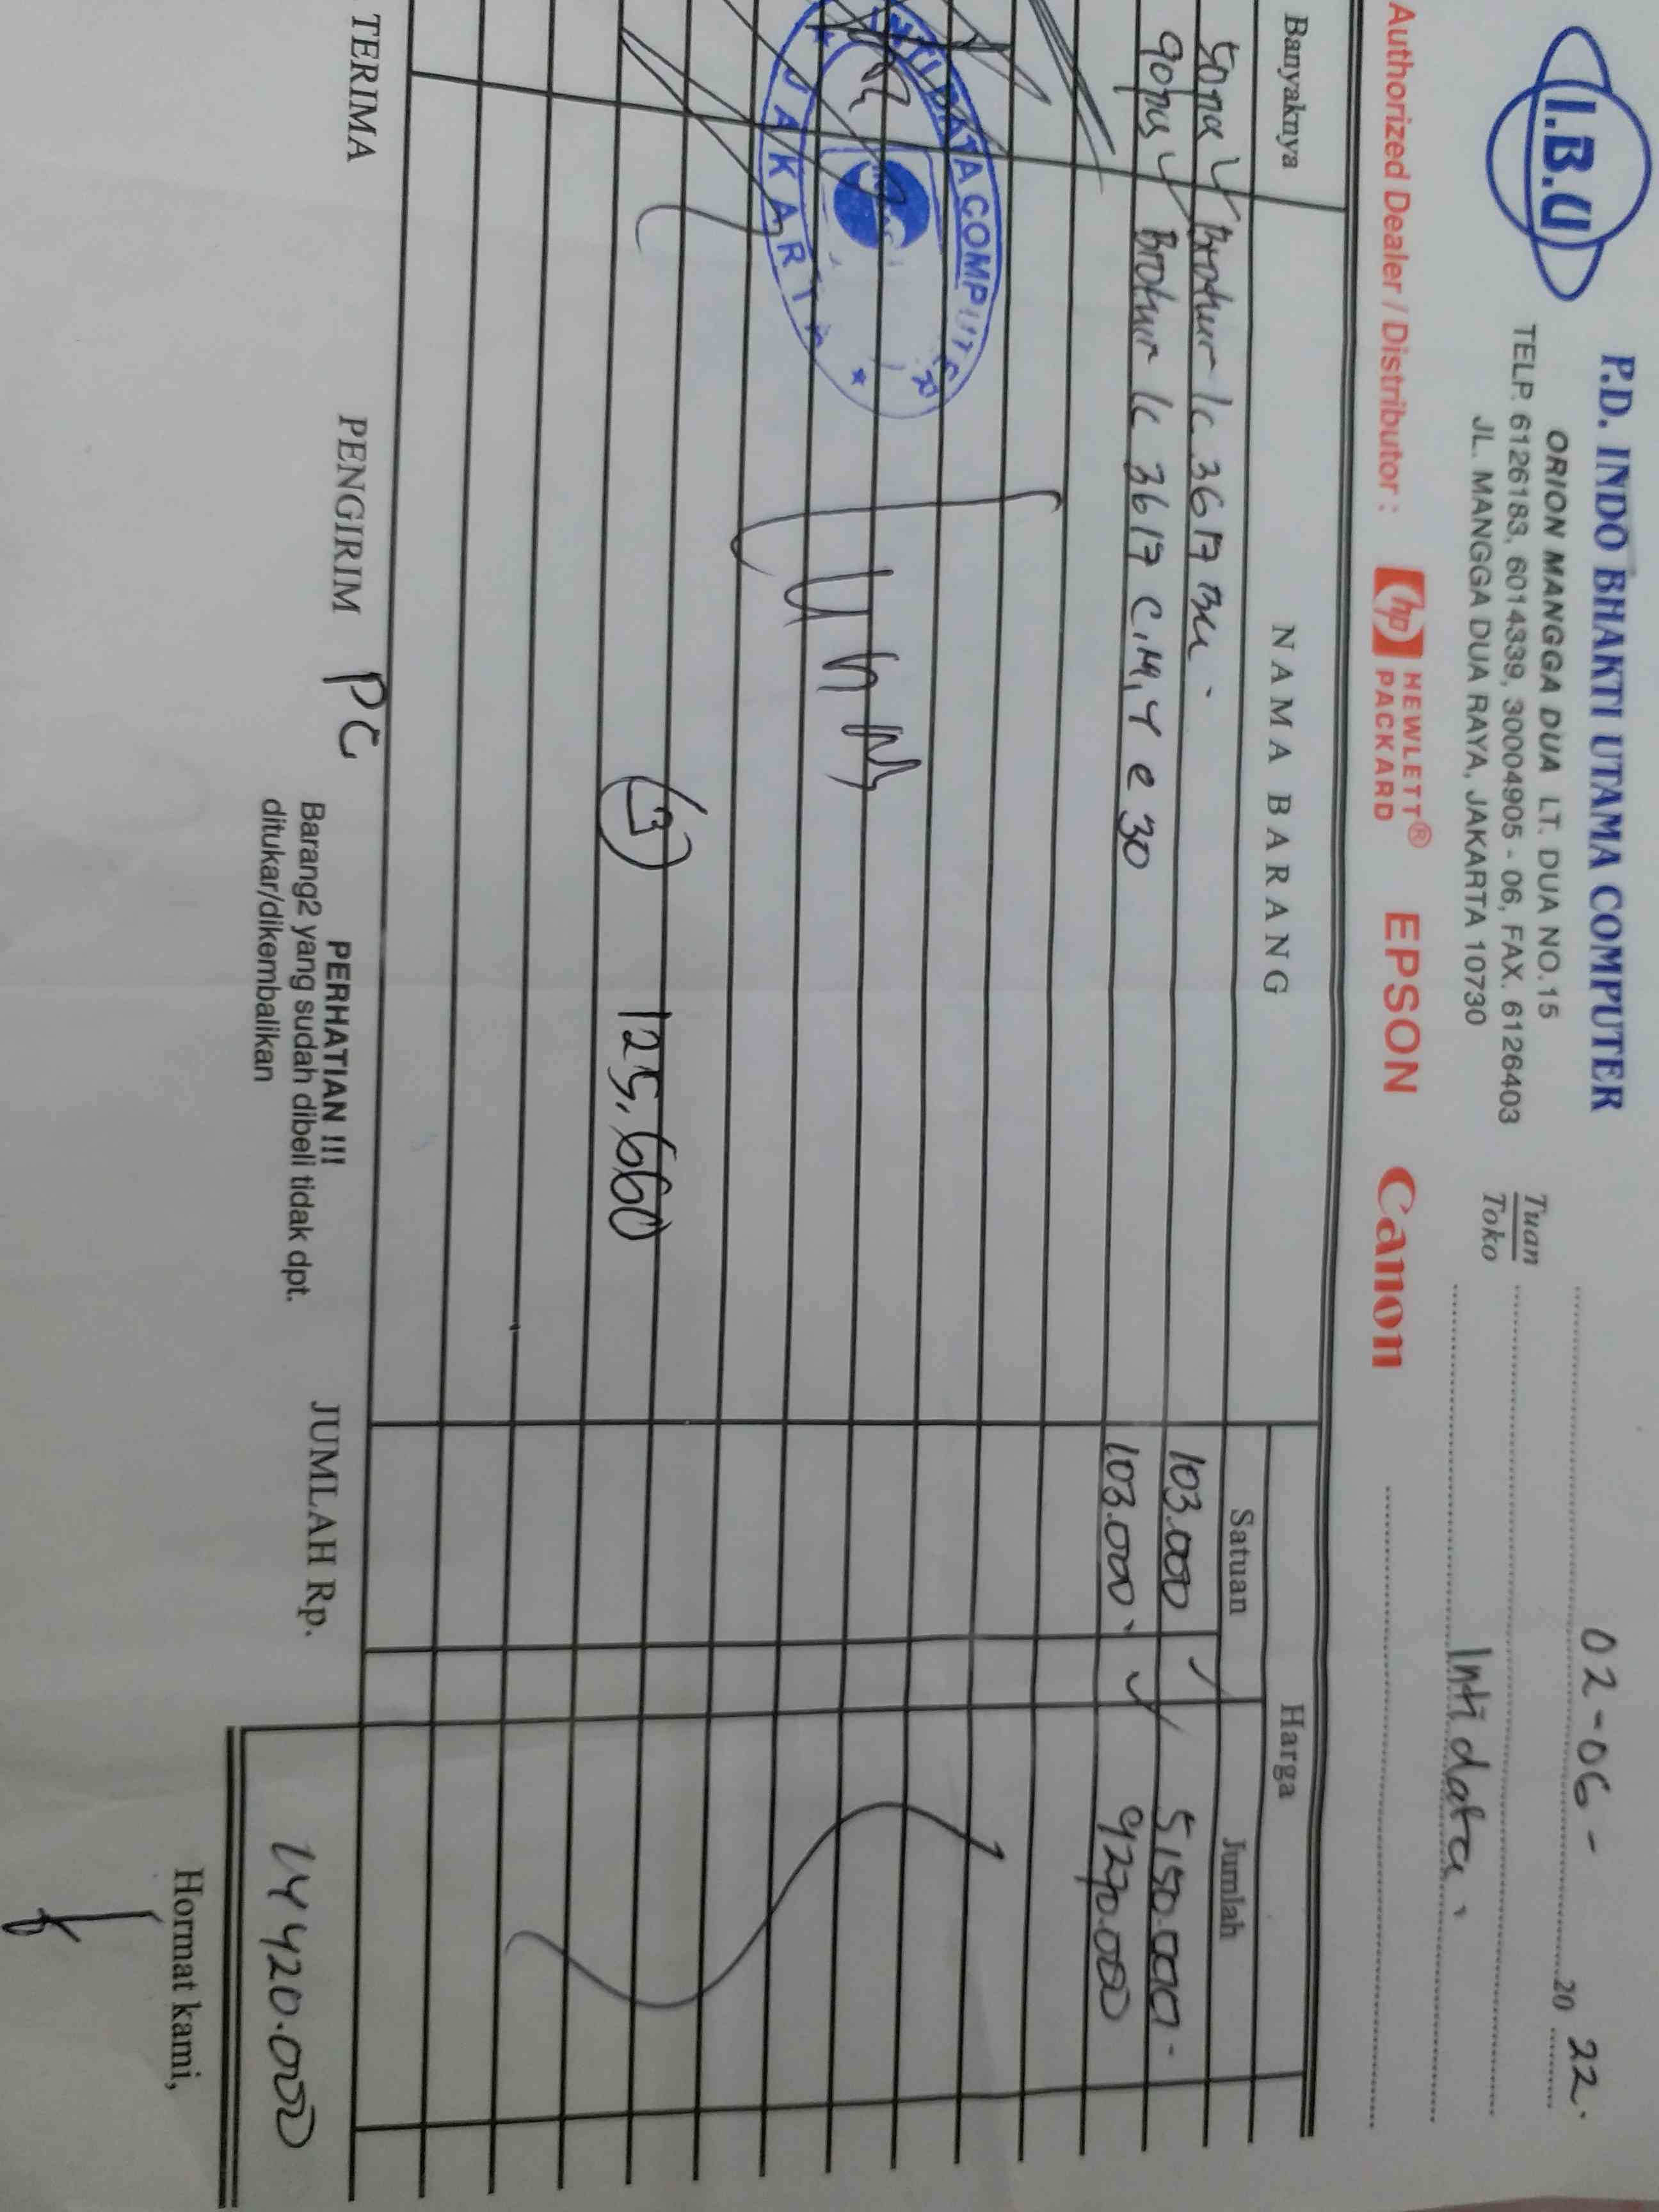 I.B.U
P.D. INDO BHAKTI UTAMA COMPUTER
ORION MANGGA DUA LT. DUA NO.15
TELP. 6126183, 6014339, 3004905 - 06, FAX. 6126403
JL. MANGGA DUA RAYA, JAKARTA 10730
02-06- 20 22.
Tuan
Toko
Inti data.
Authorized Dealer / Distributor : hp HEWLETT® PACKARD EPSON Canon
Banyaknya NAMA BARANG Harga
Satuan Jumlah
50 Brother lc 3617 103.000 5150.000-
90 Brother lc 3617 C,M,Y e 30 103.000 9270.000
DATA COMPUTE
JAKARTA
3 125.660
TERIMA PENGIRIM PC JUMLAH Rp. 14420.000
PERHATIAN !!!
Barang2 yang sudah dibeli tidak dpt.
ditukar/dikembalikan
Hormat kami,